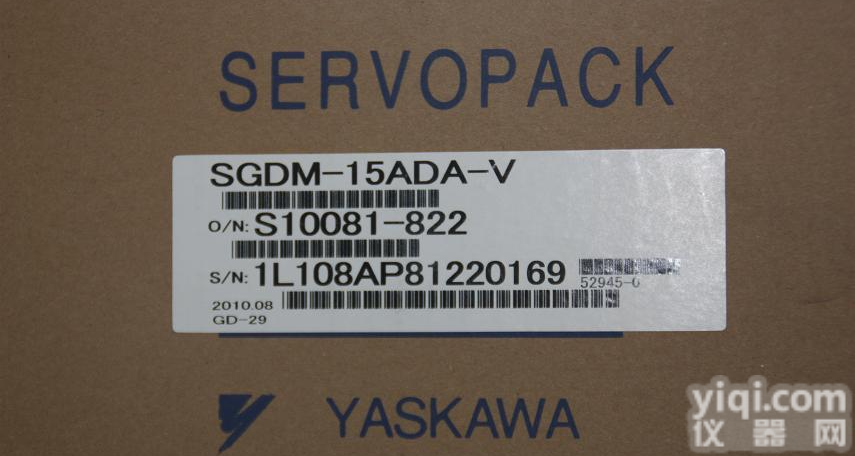 SERVOPACK
SGDM-15ADA-V
O/N: S10081-822
S/N: 1L108AP81220169
52945-0
2010.08
GD-29
YASKAWA
yiqi.com
仪器网